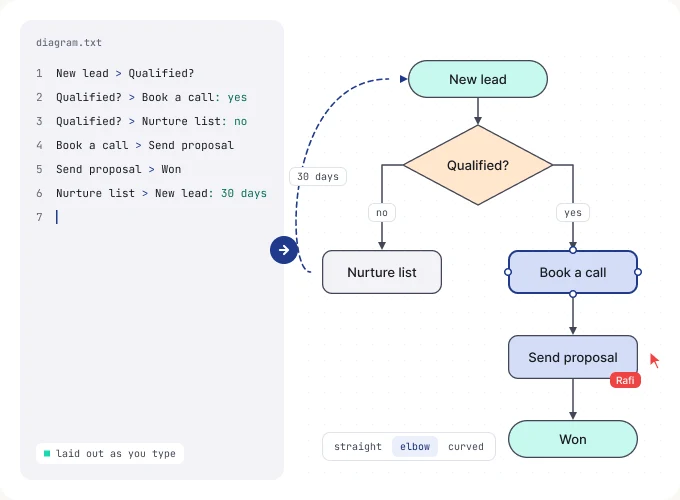 diagram.txt
1 New lead > Qualified?
2 Qualified? > Book a call: yes
3 Qualified? > Nurture list: no
4 Book a call > Send proposal
5 Send proposal > Won
6 Nurture list > New lead: 30 days
7
laid out as you type
New lead
Qualified?
30 days
no
yes
Nurture list
Book a call
Send proposal
Rafi
Won
straight elbow curved